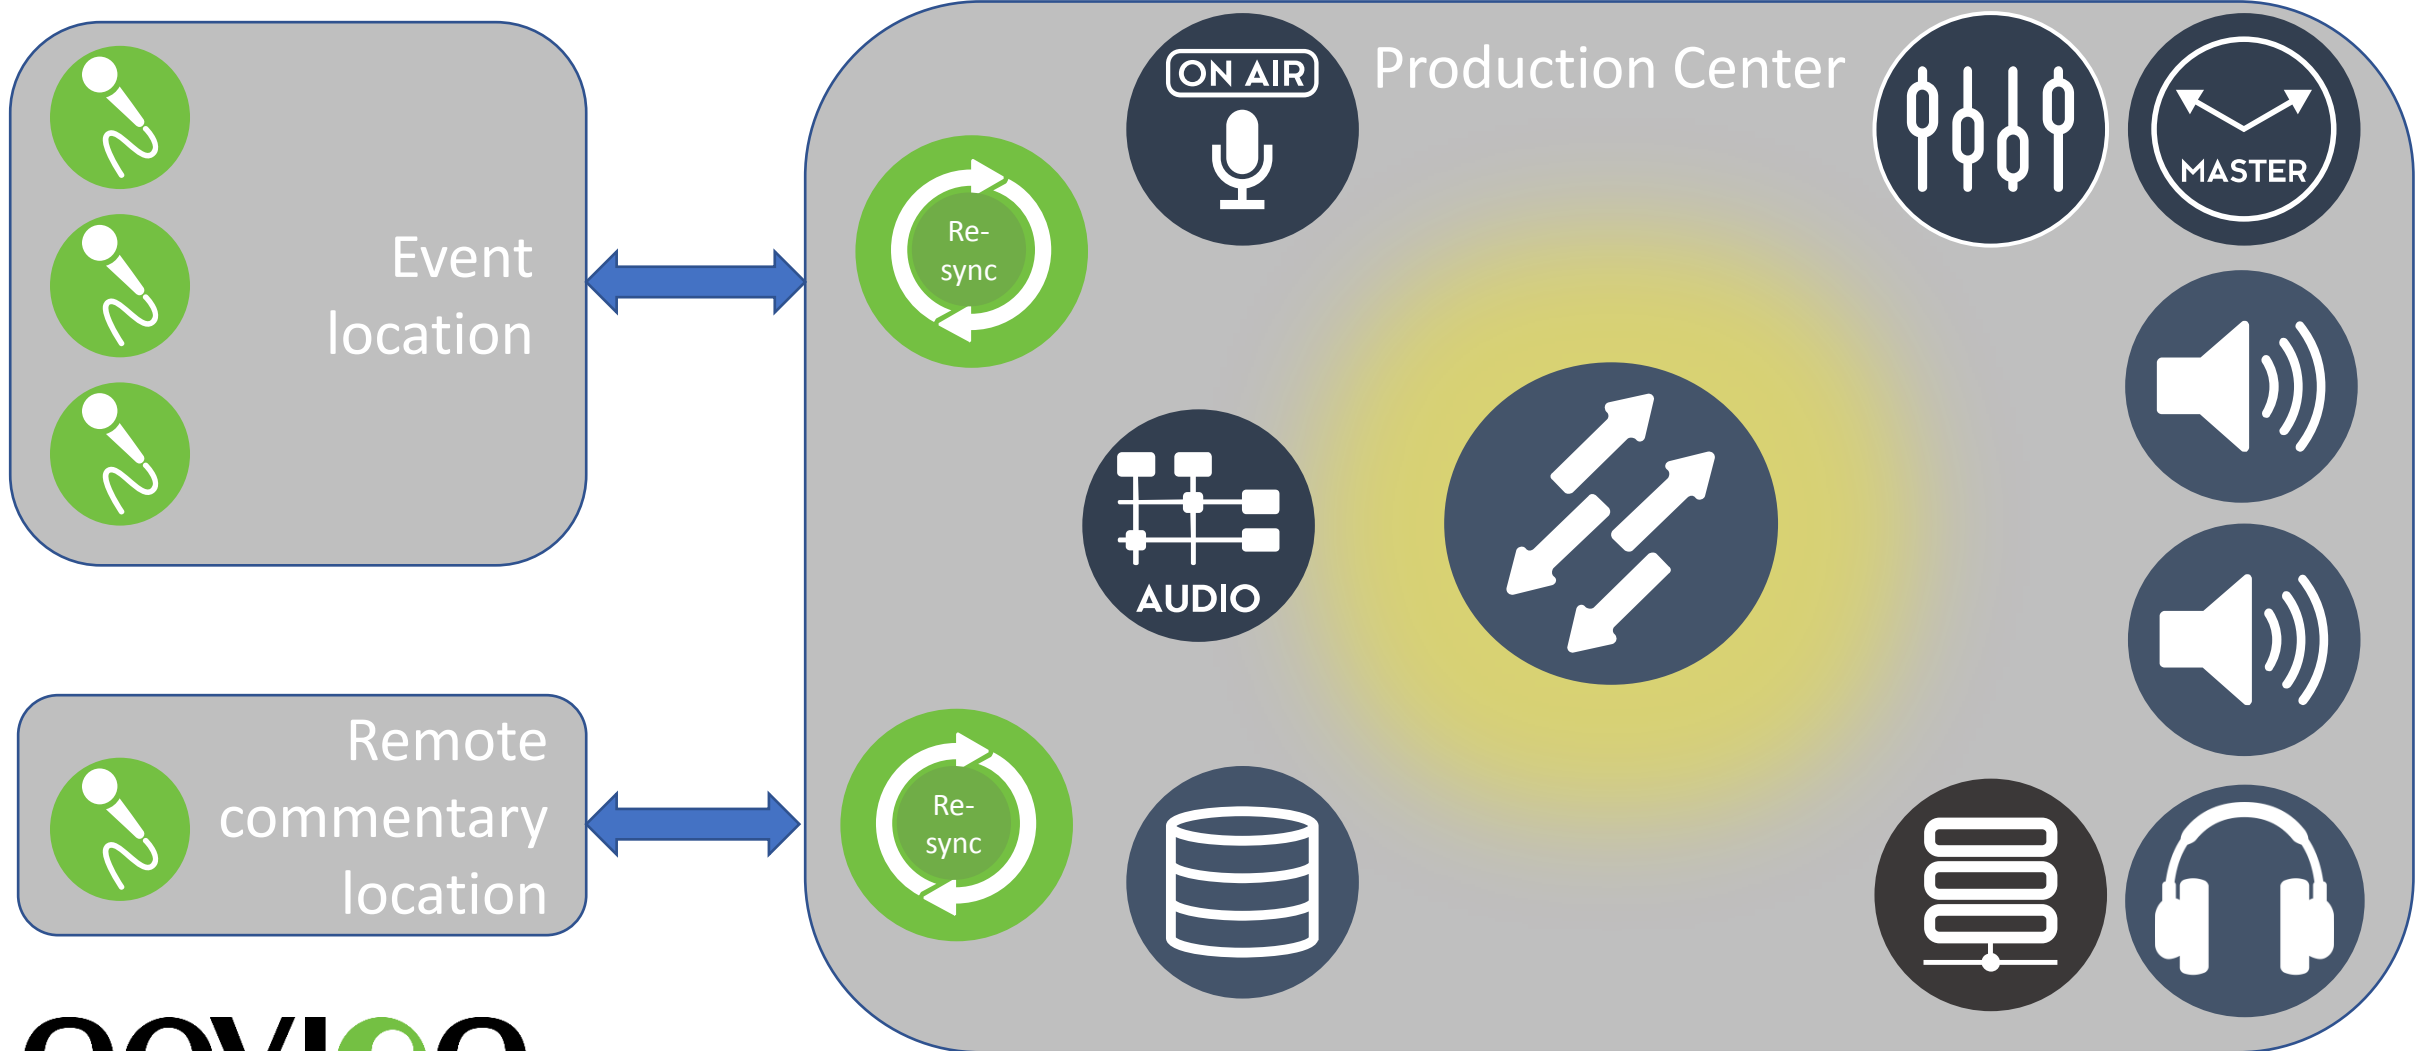 Event
location
Remote
commentary
location
Production Center
ON AIR
Re-
sync
AUDIO
Re-
sync
MASTER